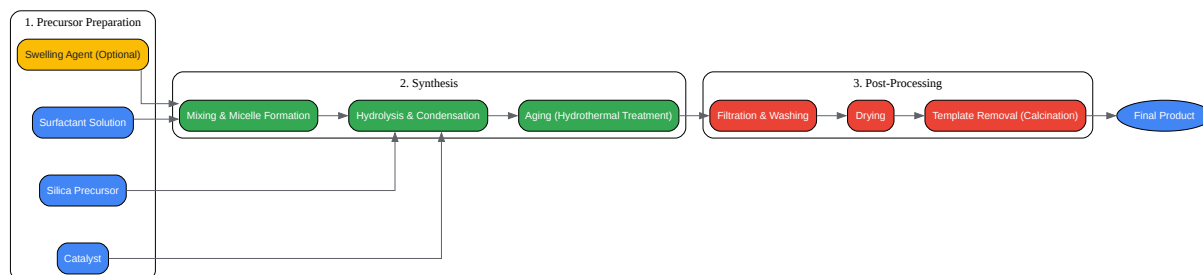 1. Precursor Preparation
Swelling Agent (Optional)
Surfactant Solution
Silica Precursor
Catalyst
2. Synthesis
Mixing & Micelle Formation
Hydrolysis & Condensation
Aging (Hydrothermal Treatment)
3. Post-Processing
Filtration & Washing
Drying
Template Removal (Calcination)
Final Product